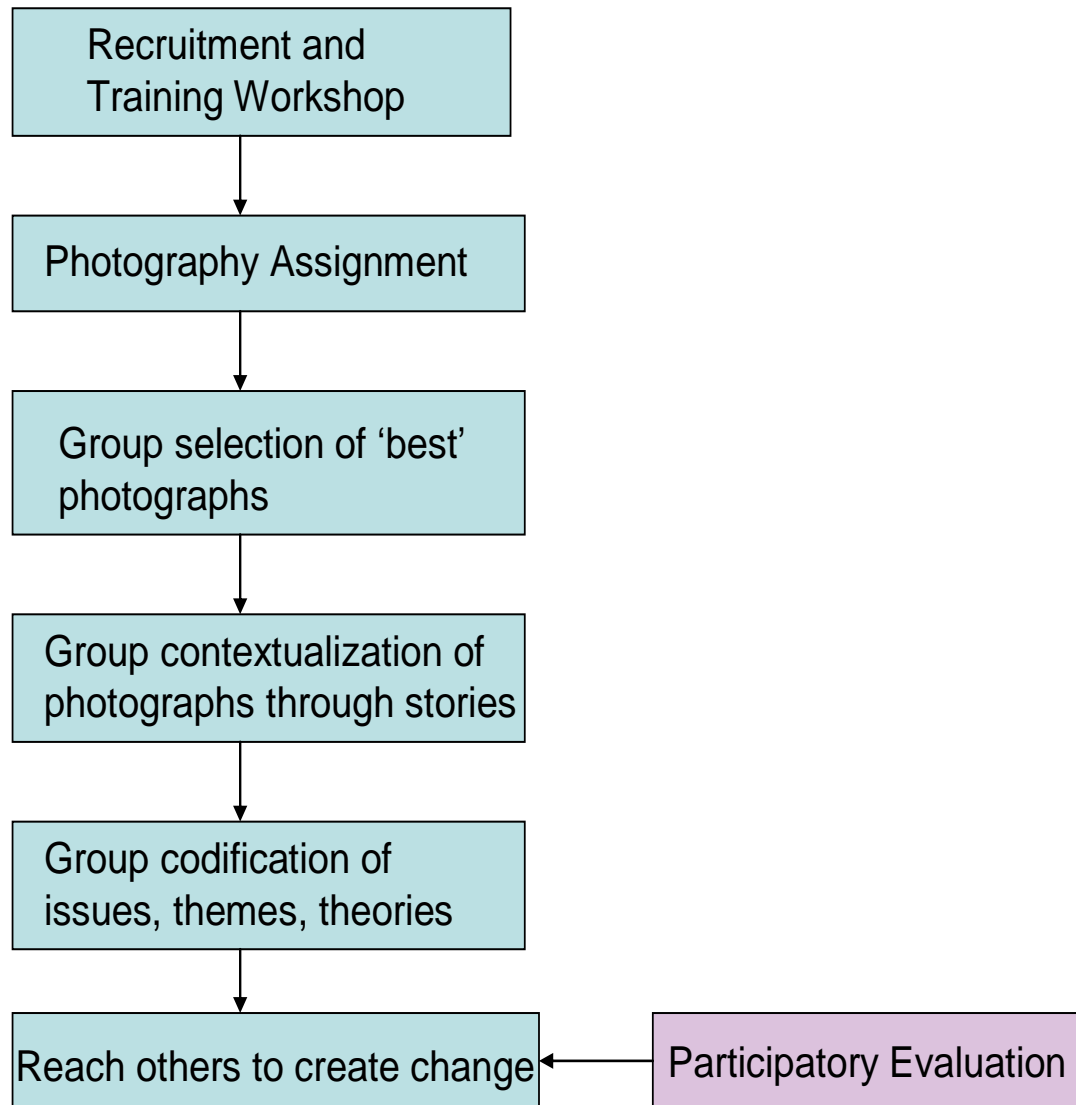 Recruitment and
Training Workshop
Photography Assignment
Group selection of ‘best’
photographs
Group contextualization of
photographs through stories
Group codification of
issues, themes, theories
Reach others to create change
Participatory Evaluation